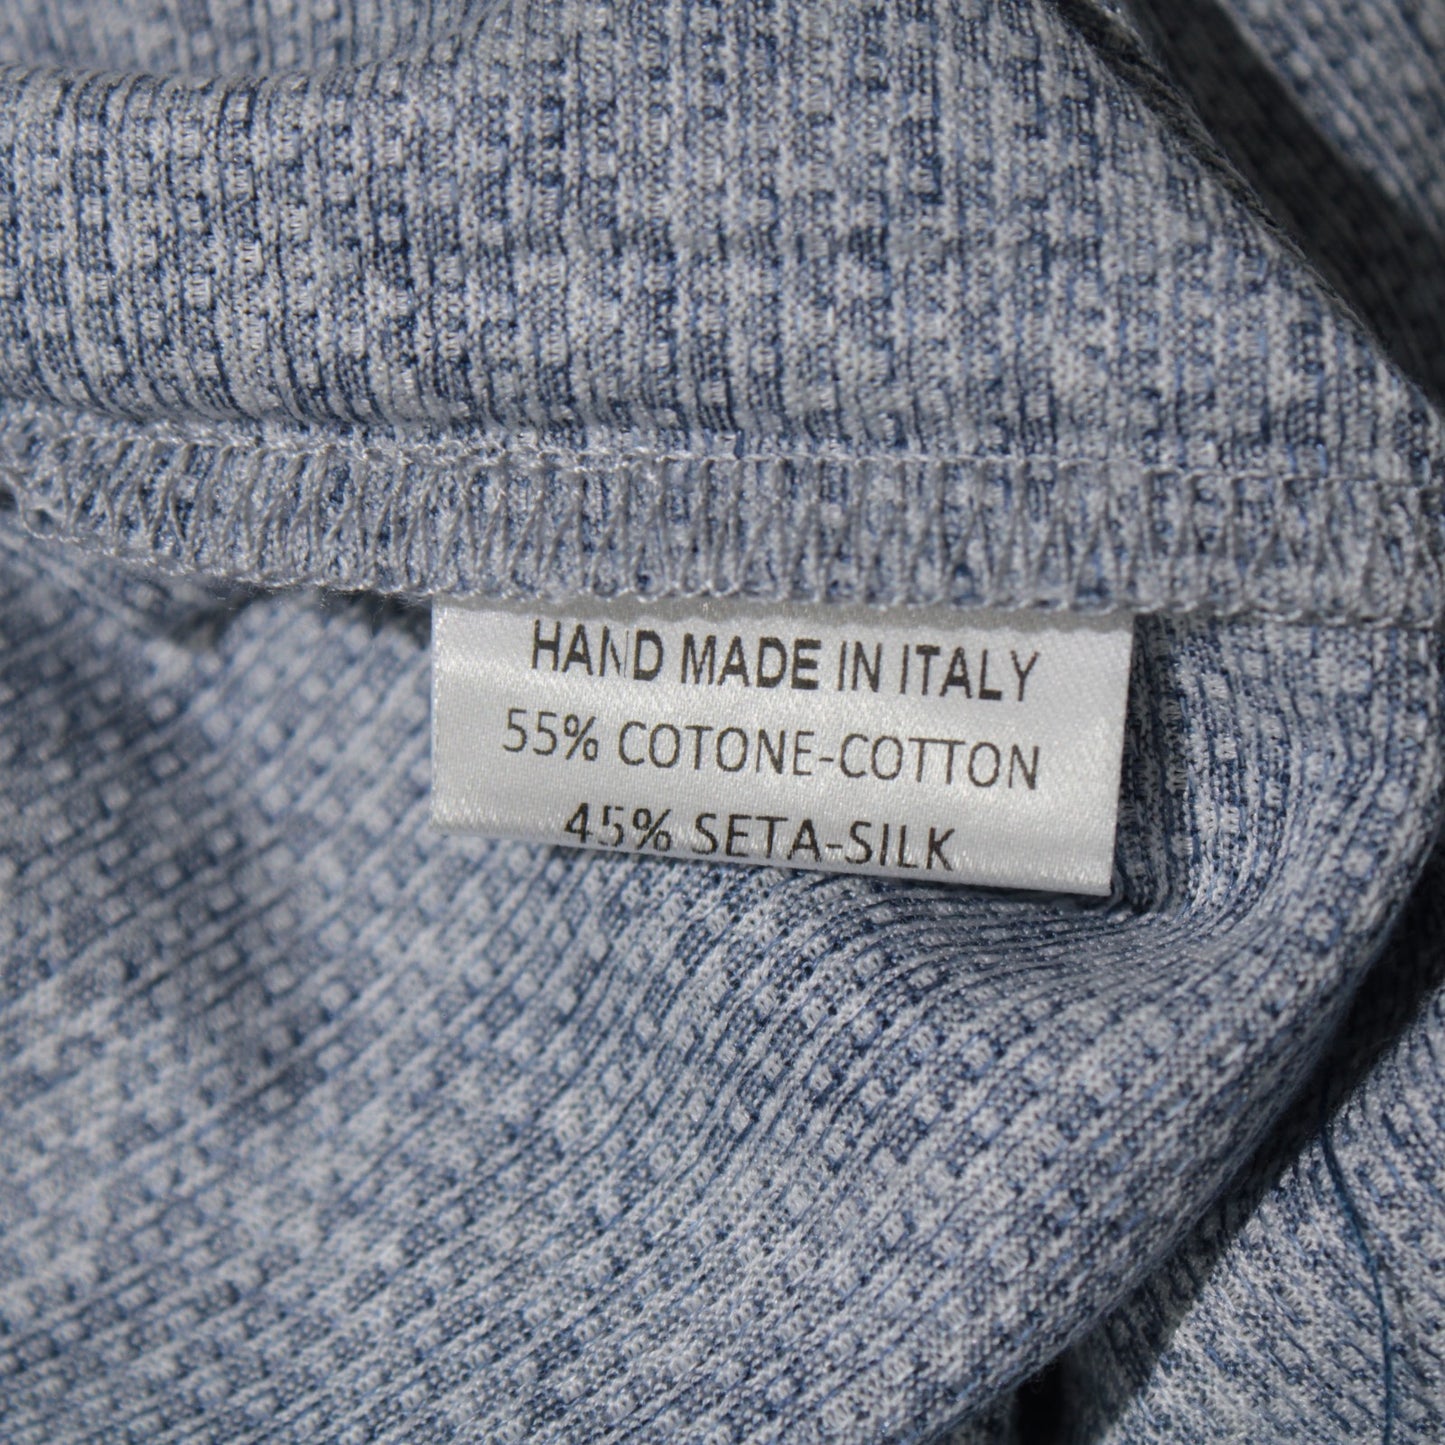 HAND MADE IN ITALY
55% COTONE-COTTON
45% SETA-SILK